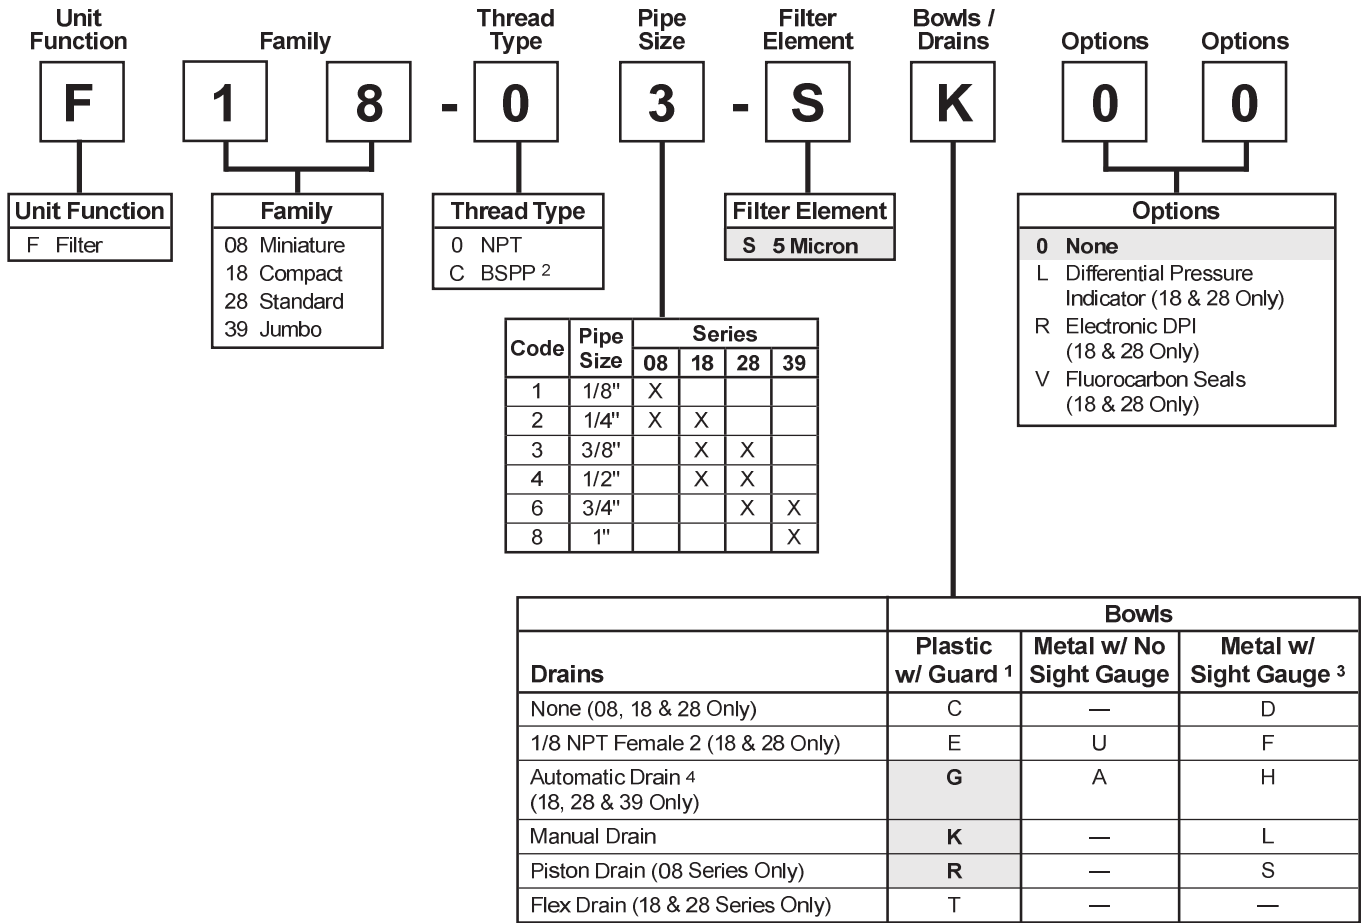 Unit Function
Family
Thread Type
Pipe Size
Filter Element
Bowls / Drains
Options
Options
F 1 8 - 0 3 - S K 0 0
Unit Function
F Filter
Family
08 Miniature
18 Compact
28 Standard
39 Jumbo
Thread Type
0 NPT
C BSPP 2
Filter Element
S 5 Micron
Options
0 None
L Differential Pressure
Indicator (18 & 28 Only)
R Electronic DPI
(18 & 28 Only)
V Fluorocarbon Seals
(18 & 28 Only)
Code Pipe Size Series
08 18 28 39
1 1/8" X
2 1/4" X X
3 3/8" X X
4 1/2" X X
6 3/4" X X
8 1" X
Bowls
Drains
Plastic w/ Guard 1
Metal w/ No Sight Gauge
Metal w/ Sight Gauge 3
None (08, 18 & 28 Only) C — D
1/8 NPT Female 2 (18 & 28 Only) E U F
Automatic Drain 4
(18, 28 & 39 Only) G A H
Manual Drain K — L
Piston Drain (08 Series Only) R — S
Flex Drain (18 & 28 Series Only) T — —